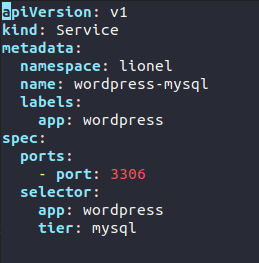 apiVersion: v1
kind: Service
metadata:
  namespace: lionel
  name: wordpress-mysql
  labels:
    app: wordpress
spec:
  ports:
    - port: 3306
  selector:
    app: wordpress
    tier: mysql